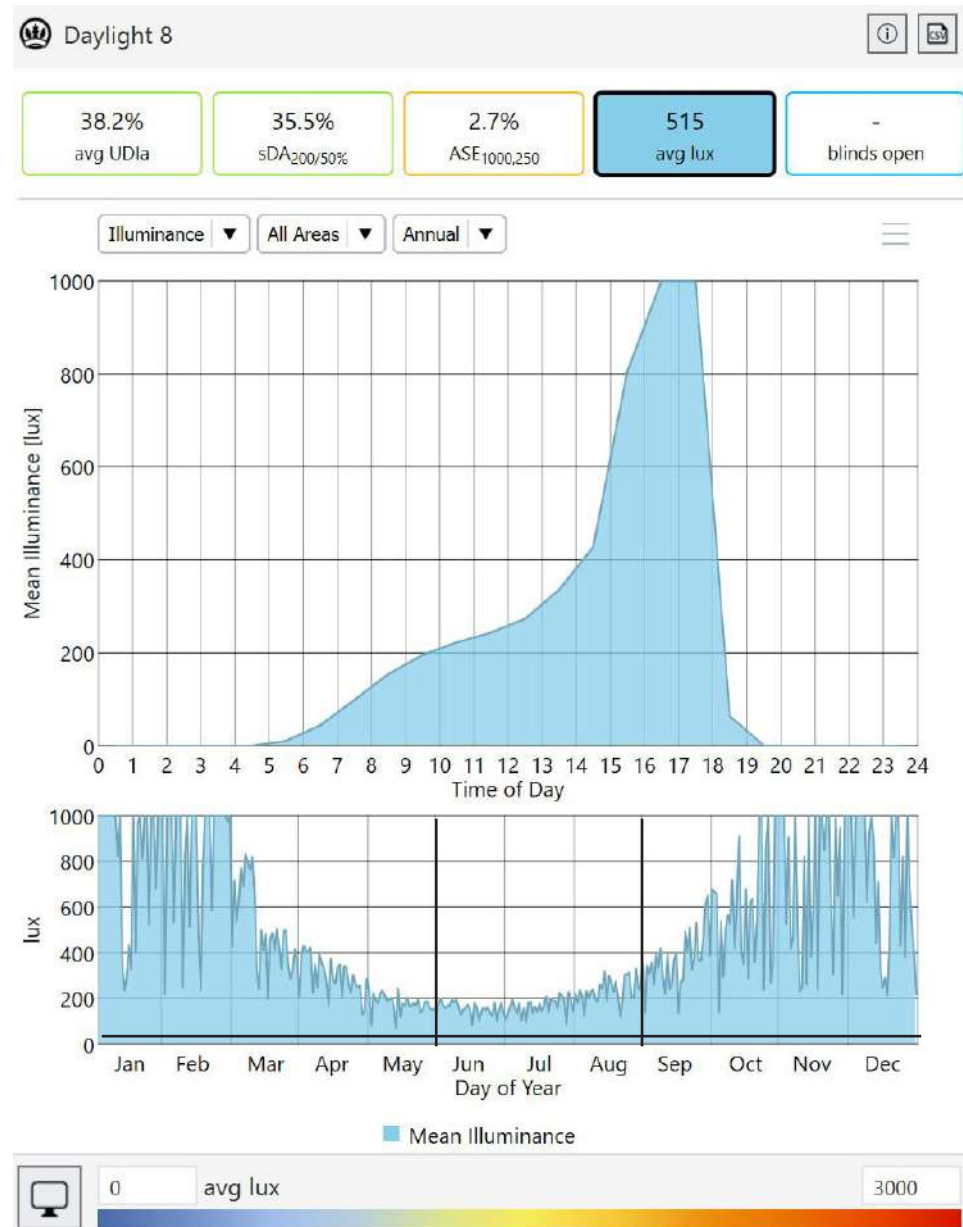 Daylight 8
CSV
38.2% 35.5% 2.7% 515 -
avg UDIa sDA200/50% ASE1000,250 avg lux blinds open
Illuminance ▼ All Areas ▼ Annual ▼
1000
800
600
400
200
0
Mean Illuminance [lux]
0 1 2 3 4 5 6 7 8 9 10 11 12 13 14 15 16 17 18 19 20 21 22 23 24
Time of Day
1000
800
600
400
200
0
lux
Jan Feb Mar Apr May Jun Jul Aug Sep Oct Nov Dec
Day of Year
Mean Illuminance
0 avg lux 3000